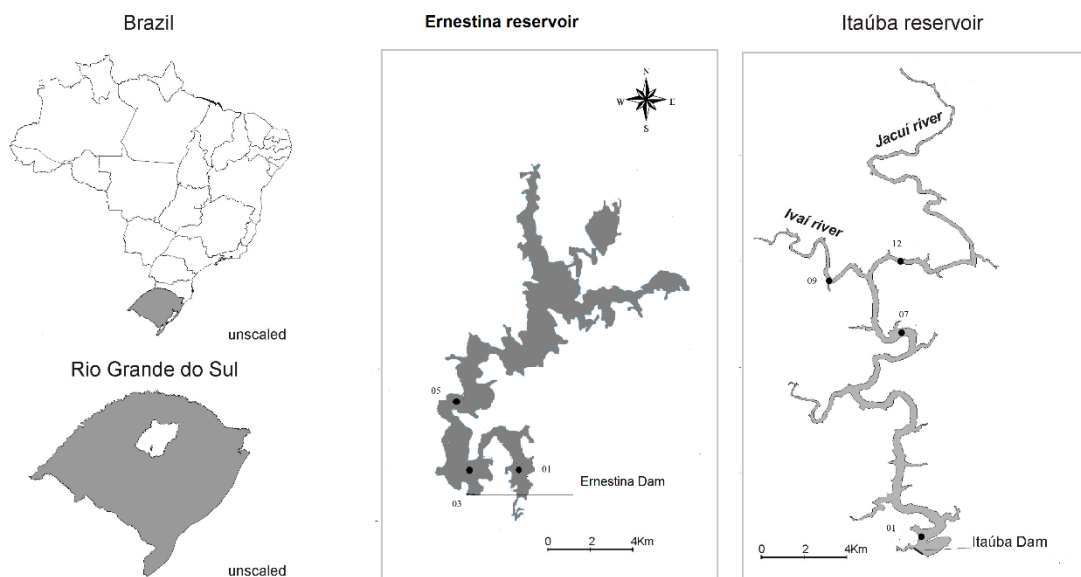 Brazil
unscaled
Rio Grande do Sul
unscaled
Ernestina reservoir
N
W E
S
05
01
03
Ernestina Dam
0 2 4Km
Itaúba reservoir
Jacuí river
Ivaí river
12
09
07
01
Itaúba Dam
0 2 4Km